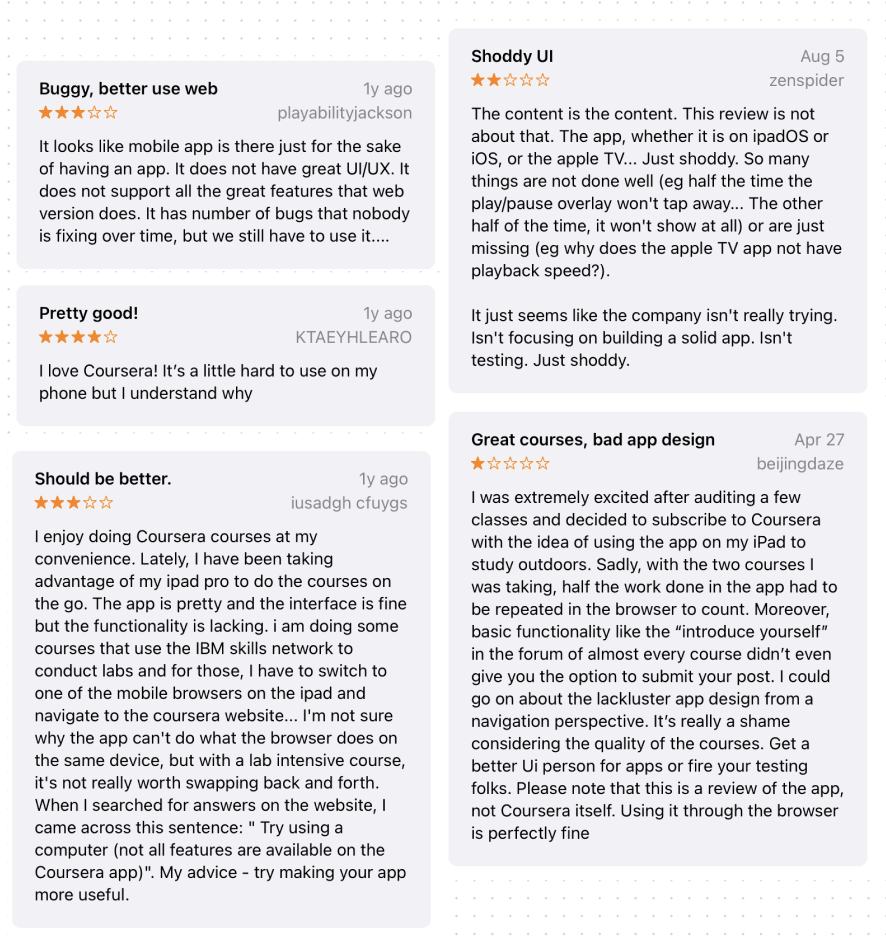 Buggy, better use web 1y ago
playabilityjackson
It looks like mobile app is there just for the sake
of having an app. It does not have great UI/UX. It
does not support all the great features that web
version does. It has number of bugs that nobody
is fixing over time, but we still have to use it....
Pretty good! 1y ago
KTAEYHLEARO
I love Coursera! It’s a little hard to use on my
phone but I understand why
Should be better. 1y ago
iusadgh cfuygs
I enjoy doing Coursera courses at my
convenience. Lately, I have been taking
advantage of my ipad pro to do the courses on
the go. The app is pretty and the interface is fine
but the functionality is lacking. i am doing some
courses that use the IBM skills network to
conduct labs and for those, I have to switch to
one of the mobile browsers on the ipad and
navigate to the coursera website... I'm not sure
why the app can't do what the browser does on
the same device, but with a lab intensive course,
it's not really worth swapping back and forth.
When I searched for answers on the website, I
came across this sentence: " Try using a
computer (not all features are available on the
Coursera app)". My advice - try making your app
more useful.
Shoddy UI Aug 5
zenspider
The content is the content. This review is not
about that. The app, whether it is on ipadOS or
iOS, or the apple TV... Just shoddy. So many
things are not done well (eg half the time the
play/pause overlay won't tap away... The other
half of the time, it won't show at all) or are just
missing (eg why does the apple TV app not have
playback speed?).
It just seems like the company isn't really trying.
Isn't focusing on building a solid app. Isn't
testing. Just shoddy.
Great courses, bad app design Apr 27
beijingdaze
I was extremely excited after auditing a few
classes and decided to subscribe to Coursera
with the idea of using the app on my iPad to
study outdoors. Sadly, with the two courses I
was taking, half the work done in the app had to
be repeated in the browser to count. Moreover,
basic functionality like the “introduce yourself”
in the forum of almost every course didn’t even
give you the option to submit your post. I could
go on about the lackluster app design from a
navigation perspective. It’s really a shame
considering the quality of the courses. Get a
better Ui person for apps or fire your testing
folks. Please note that this is a review of the app,
not Coursera itself. Using it through the browser
is perfectly fine